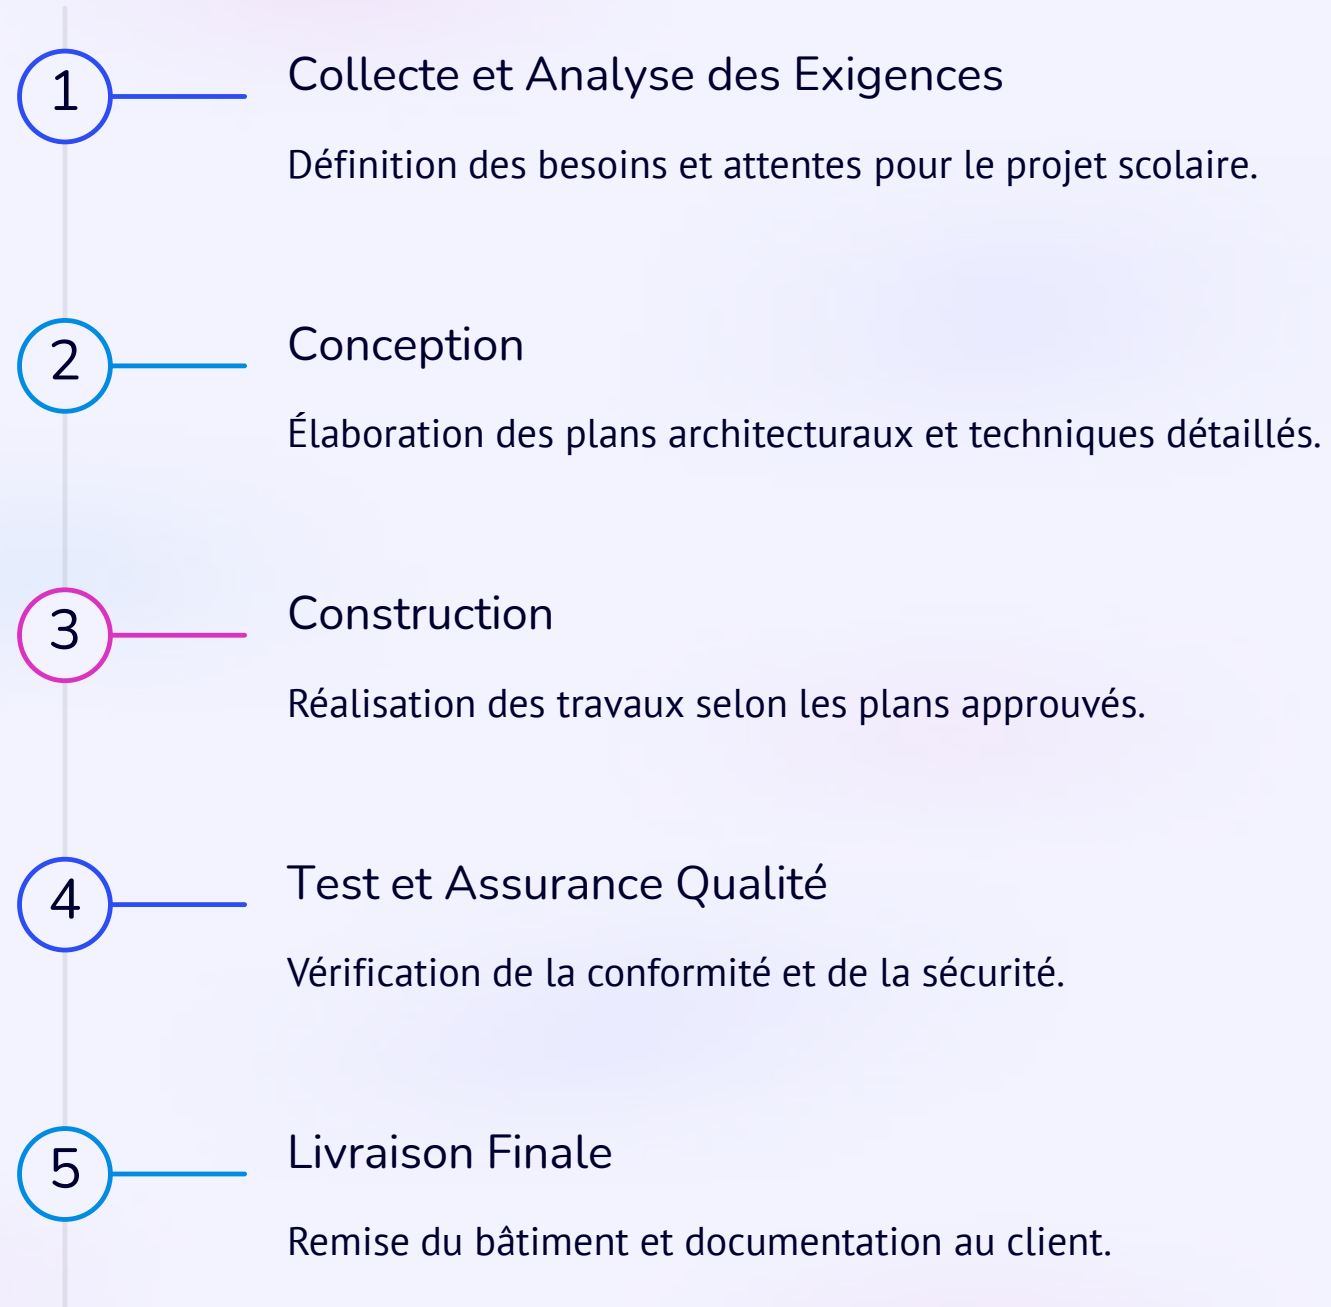 1
Collecte et Analyse des Exigences
Définition des besoins et attentes pour le projet scolaire.
2
Conception
Élaboration des plans architecturaux et techniques détaillés.
3
Construction
Réalisation des travaux selon les plans approuvés.
4
Test et Assurance Qualité
Vérification de la conformité et de la sécurité.
5
Livraison Finale
Remise du bâtiment et documentation au client.